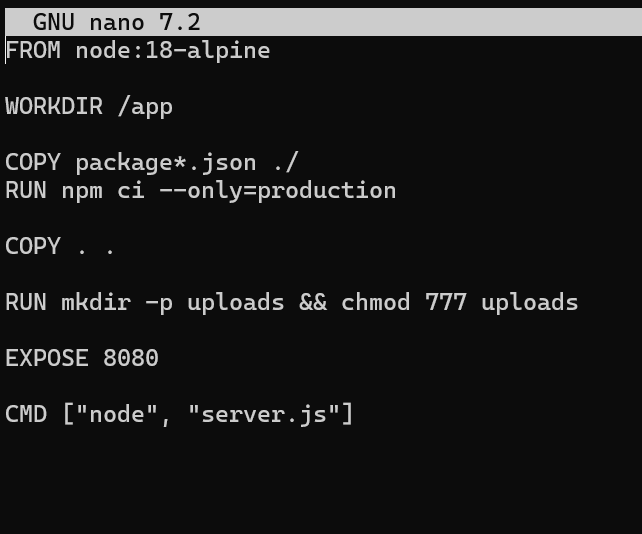 GNU nano 7.2
FROM node:18-alpine
WORKDIR /app
COPY package*.json ./
RUN npm ci --only=production
COPY . .
RUN mkdir -p uploads && chmod 777 uploads
EXPOSE 8080
CMD ["node", "server.js"]